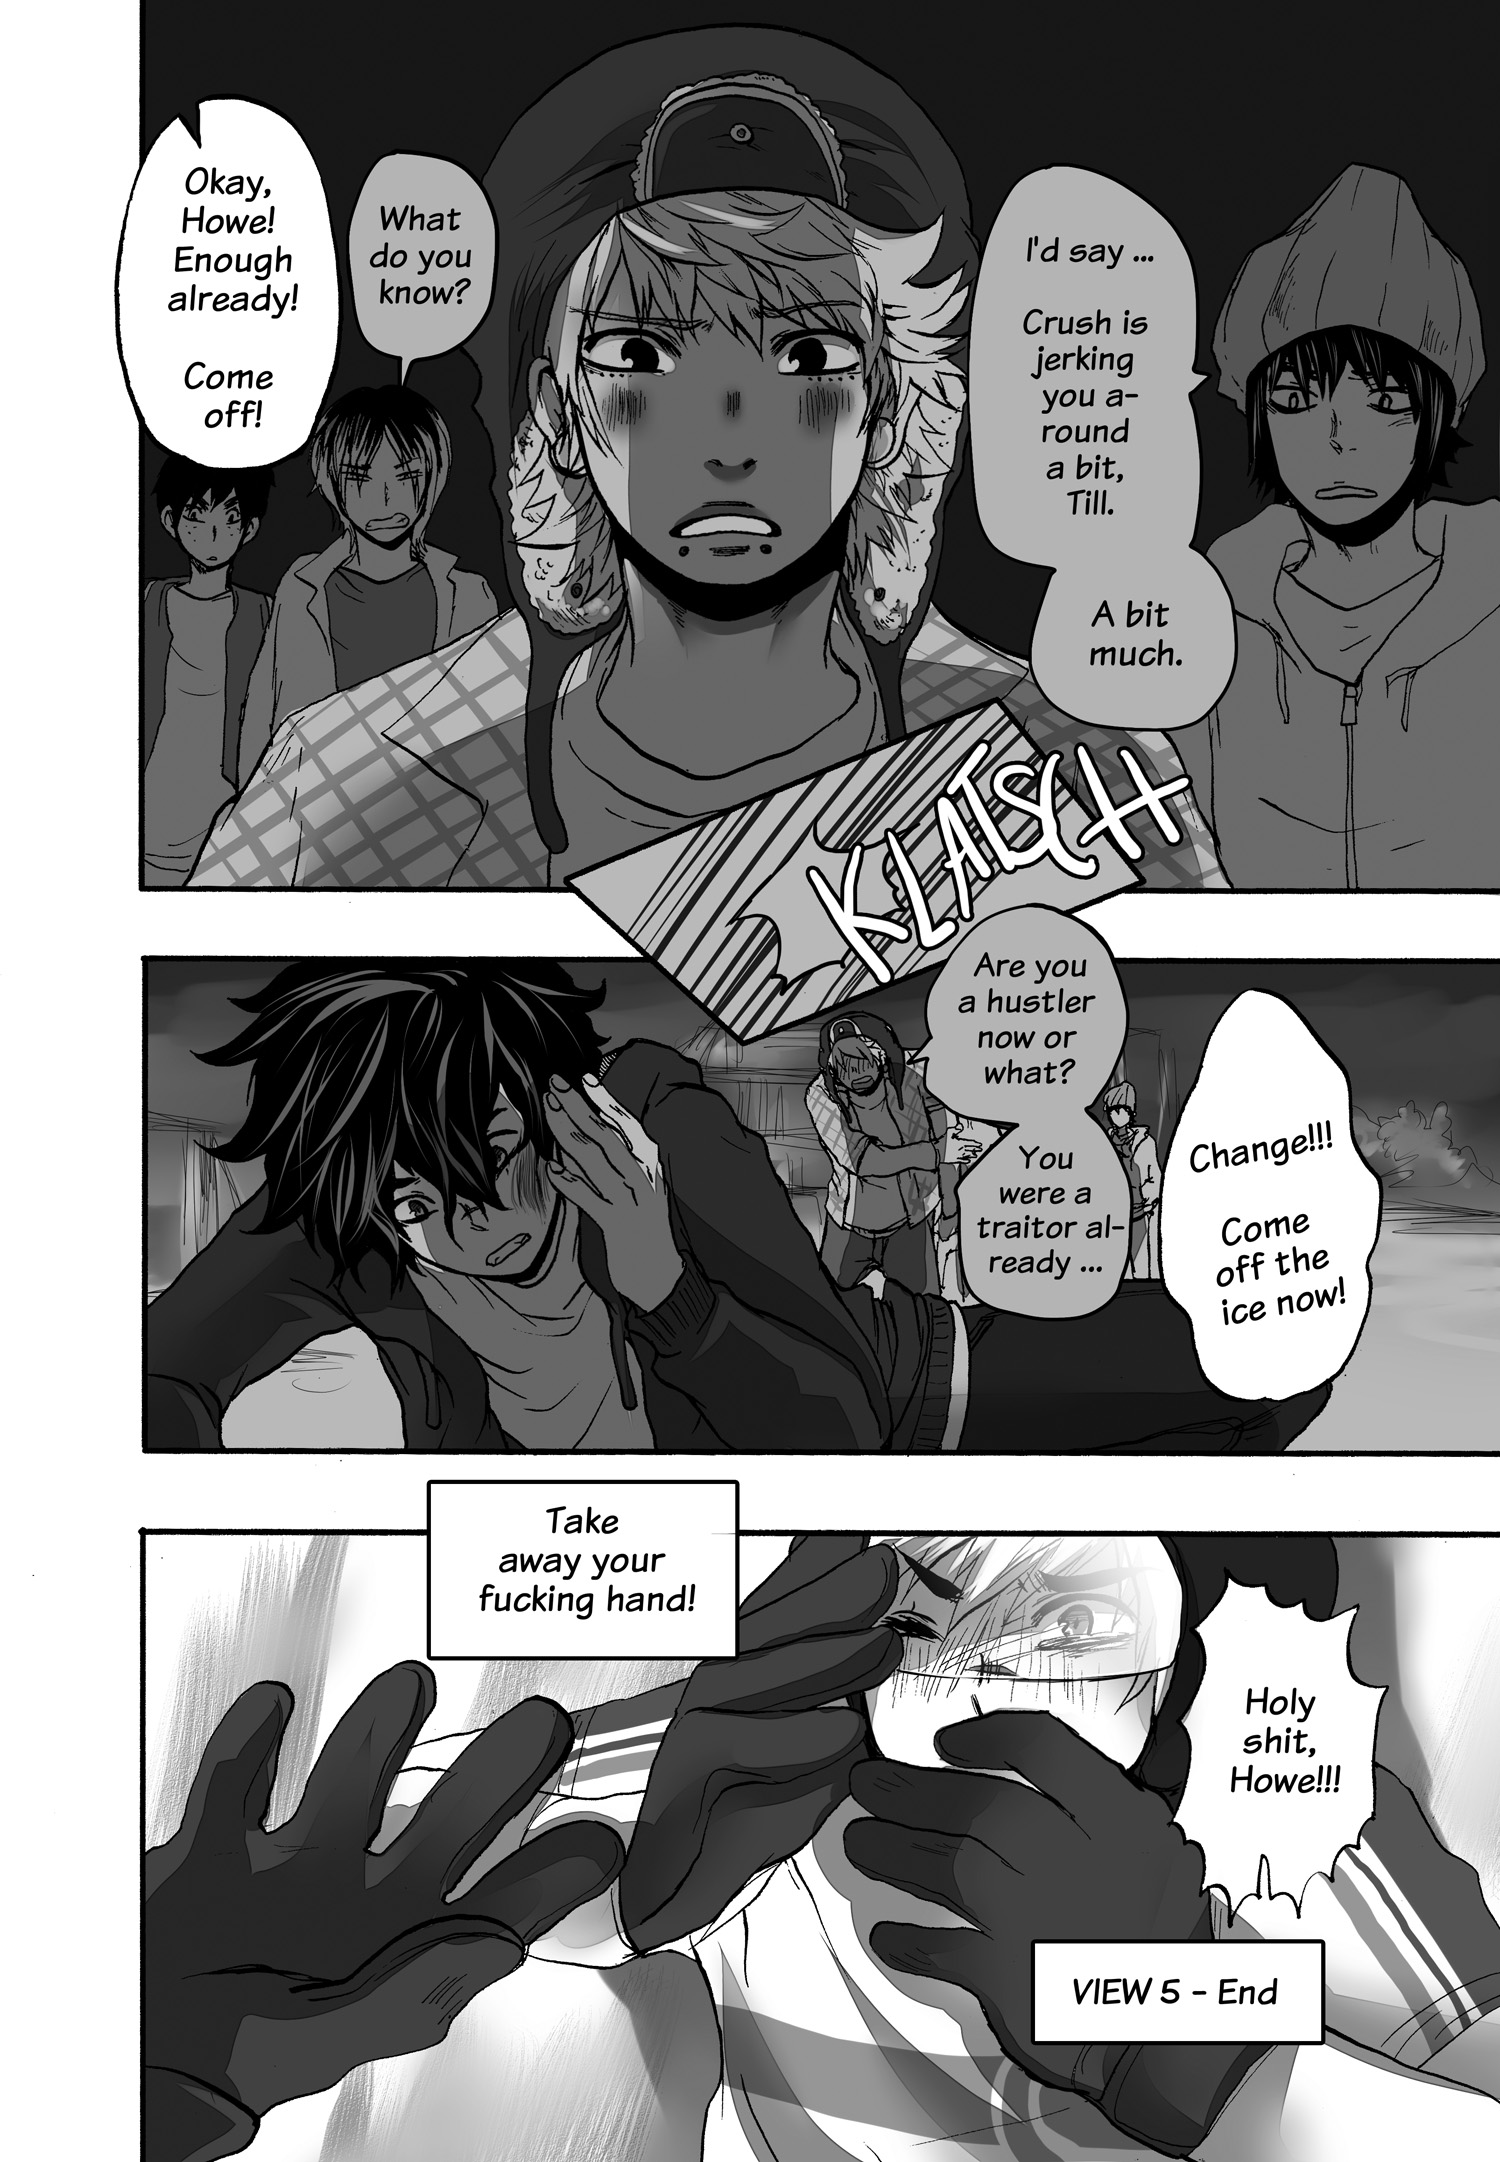 Okay,
Howe!
Enough
already!
Come
off!
What
do you
know?
I'd say ...
Crush is
jerking
you a-
round
a bit,
Till.
A bit
much.
KLATSCH
Are you
a hustler
now or
what?
You
were a
traitor al-
ready ...
Change!!!
Come
off the
ice now!
Take
away your
fucking hand!
Holy
shit,
Howe!!!
VIEW 5 - End